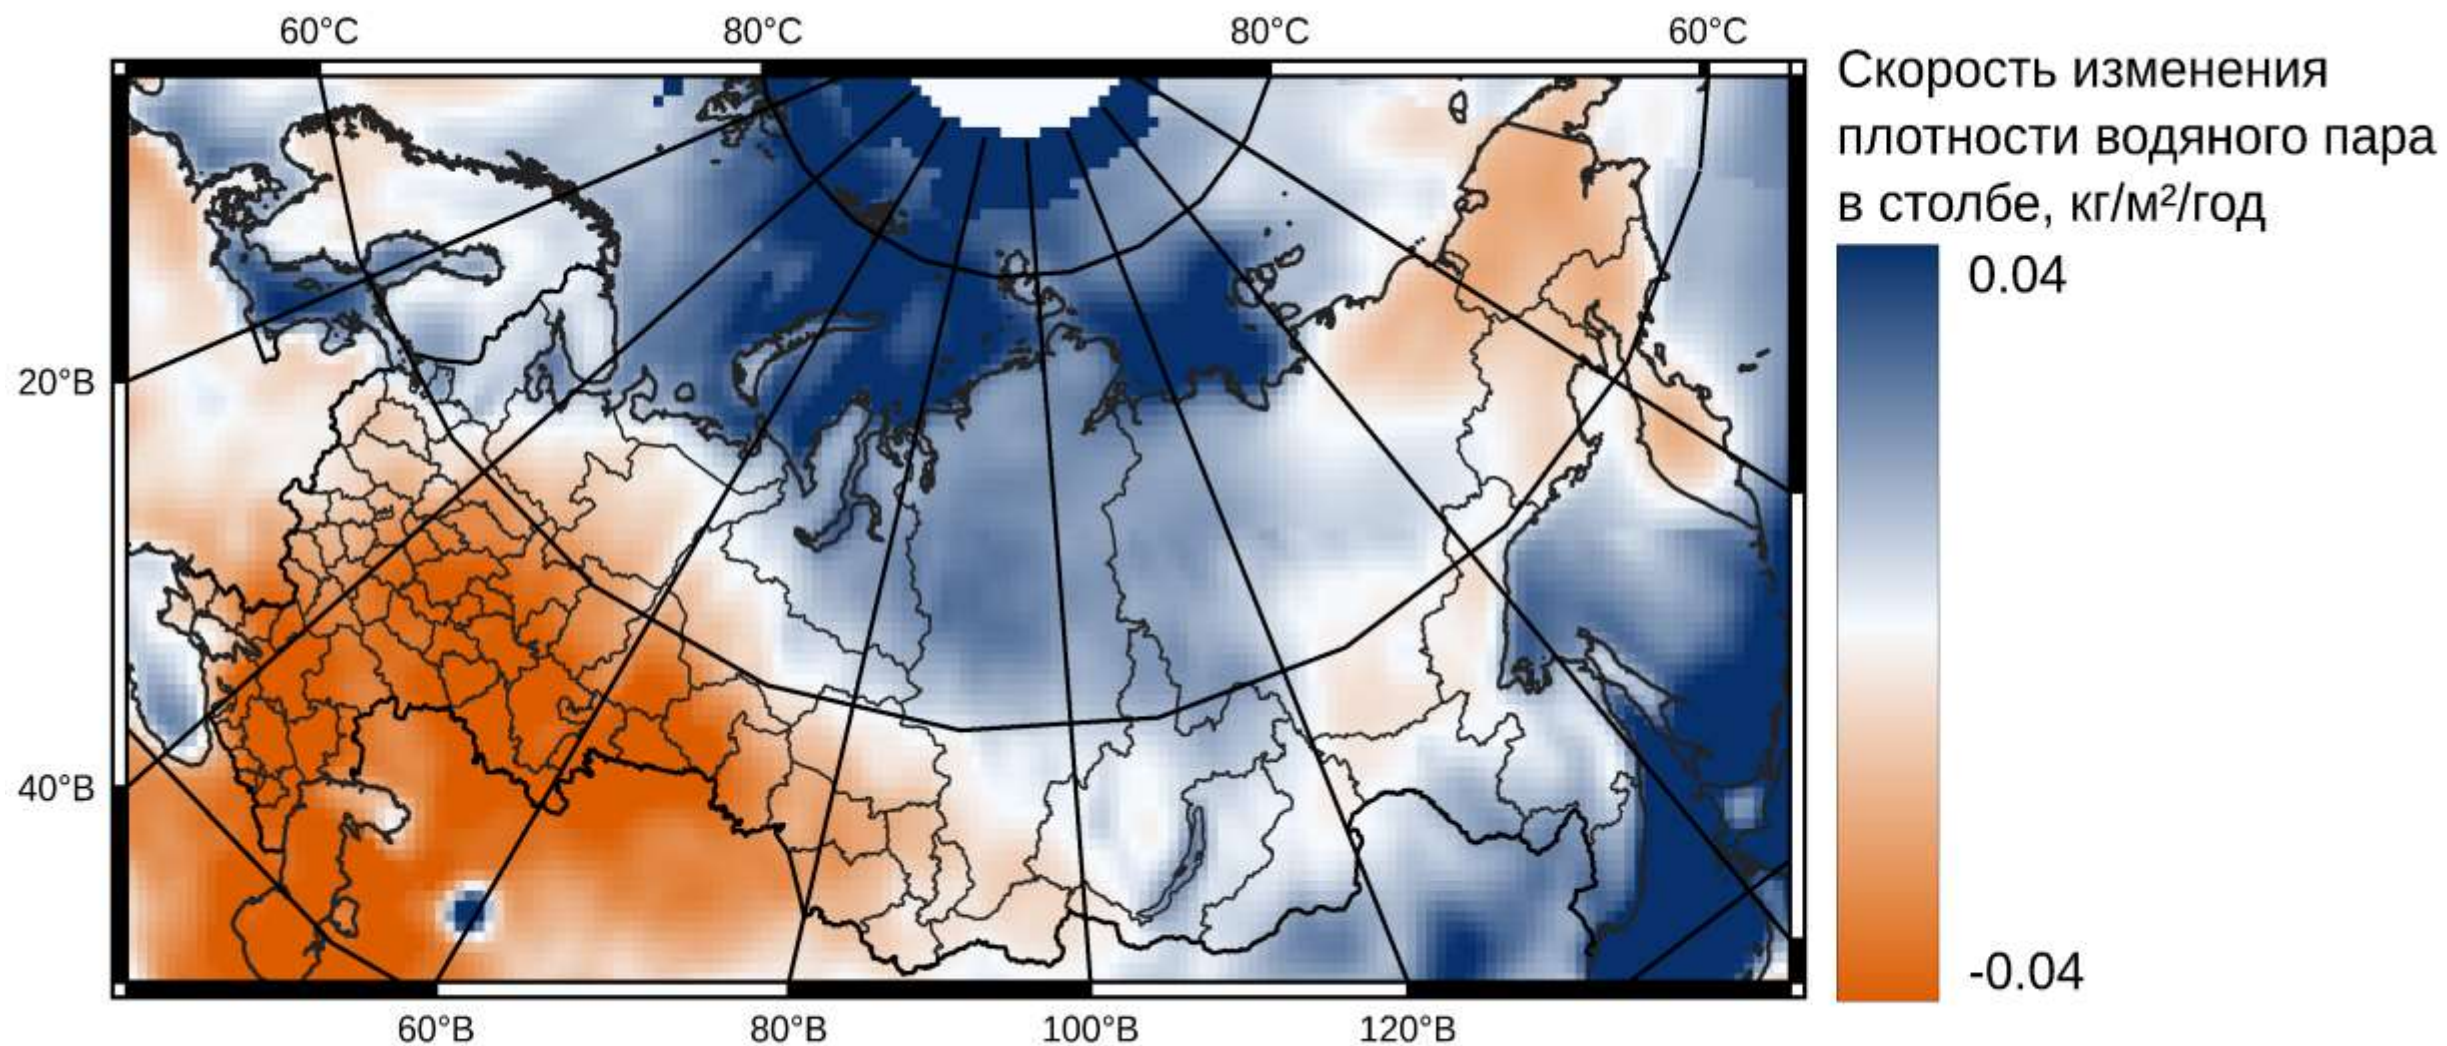 60°С
80°С
80°С
60°С
Скорость изменения
плотности водяного пара
в столбе, кг/м²/год
0.04
20°В
40°В
-0.04
60°В
80°В
100°В
120°В